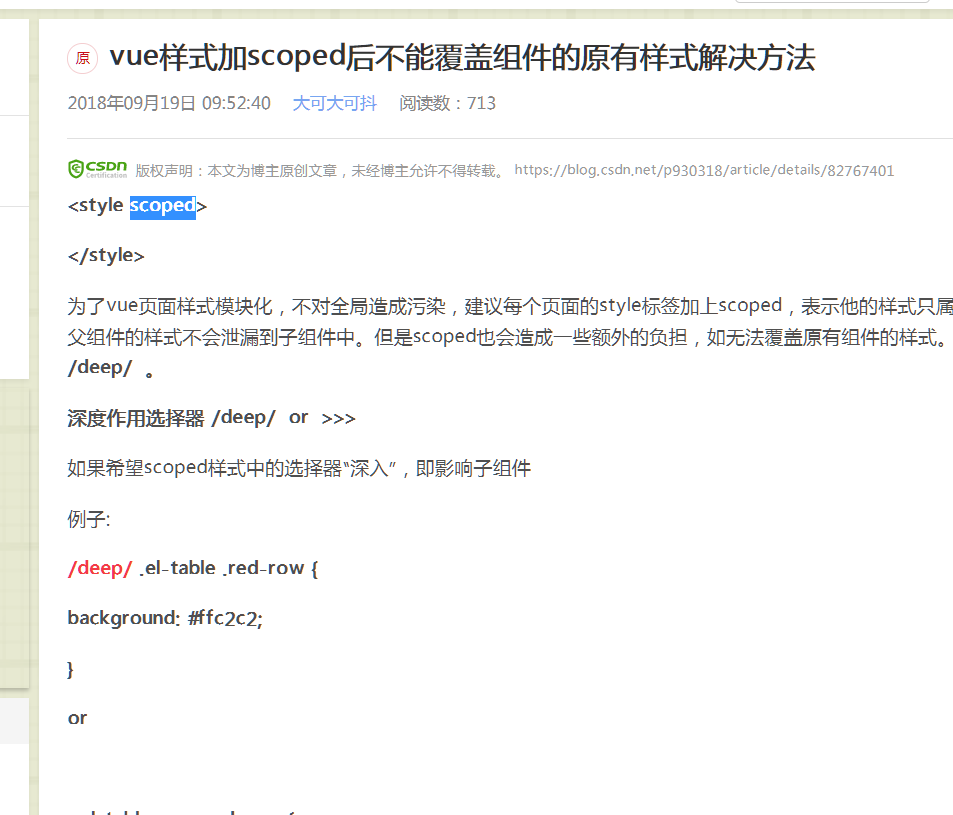 原 vue样式加scoped后不能覆盖组件的原有样式解决方法
2018年09月19日 09:52:40 大可大可抖 阅读数：713
CSDN Certification 版权声明：本文为博主原创文章，未经博主允许不得转载。 https://blog.csdn.net/p930318/article/details/82767401
<style scoped>
</style>
为了vue页面样式模块化，不对全局造成污染，建议每个页面的style标签加上scoped，表示他的样式只属
父组件的样式不会泄漏到子组件中。但是scoped也会造成一些额外的负担，如无法覆盖原有组件的样式。
/deep/ 。
深度作用选择器 /deep/ or >>>
如果希望scoped样式中的选择器“深入”，即影响子组件
例子:
/deep/ .el-table .red-row {
background: #ffc2c2;
}
or